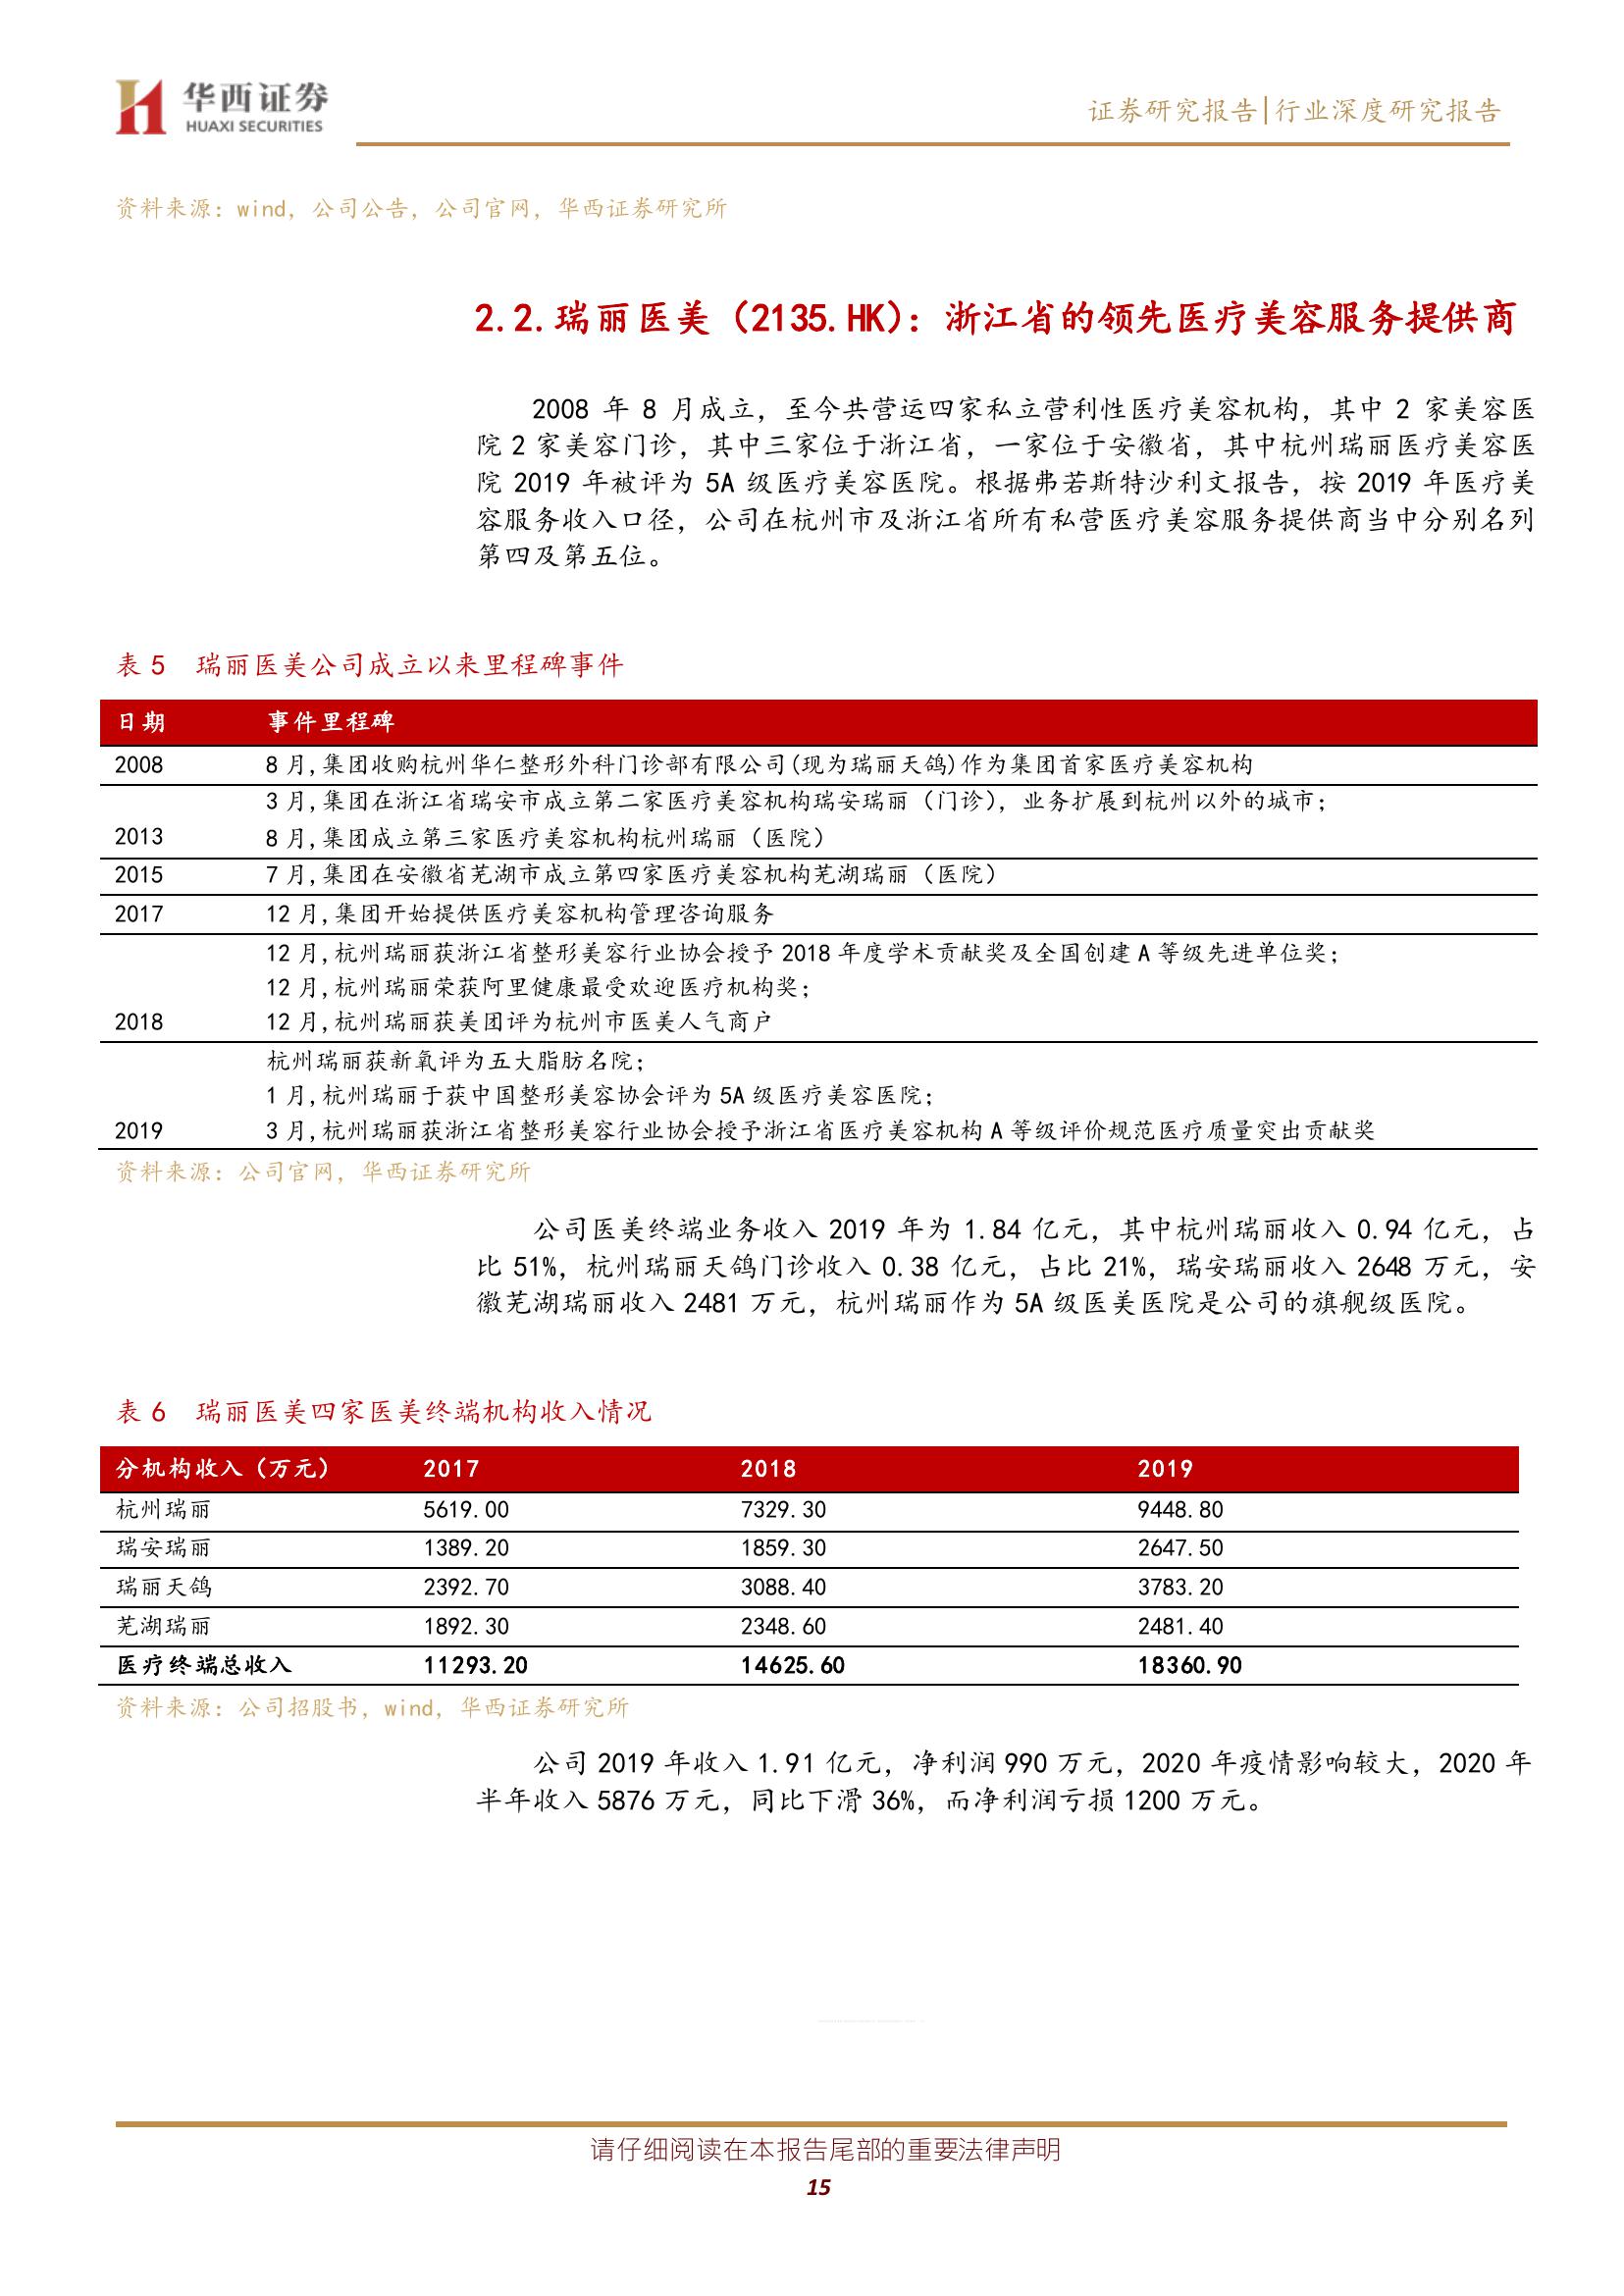 华西证券
HUAXI SECURITIES
证券研究报告|行业深度研究报告
资料来源：wind，公司公告，公司官网，华西证券研究所
2.2.瑞丽医美（2135.HK）：浙江省的领先医疗美容服务提供商
2008 年 8 月成立，至今共营运四家私立营利性医疗美容机构，其中 2 家美容医
院 2 家美容门诊，其中三家位于浙江省，一家位于安徽省，其中杭州瑞丽医疗美容医
院 2019 年被评为 5A 级医疗美容医院。根据弗若斯特沙利文报告，按 2019 年医疗美
容服务收入口径，公司在杭州市及浙江省所有私营医疗美容服务提供商当中分别名列
第四及第五位。
表 5 瑞丽医美公司成立以来里程碑事件
日期 事件里程碑
2008 8 月,集团收购杭州华仁整形外科门诊部有限公司(现为瑞丽天鸽)作为集团首家医疗美容机构
3 月,集团在浙江省瑞安市成立第二家医疗美容机构瑞安瑞丽（门诊），业务扩展到杭州以外的城市；
2013 8 月,集团成立第三家医疗美容机构杭州瑞丽（医院）
2015 7 月,集团在安徽省芜湖市成立第四家医疗美容机构芜湖瑞丽（医院）
2017 12 月,集团开始提供医疗美容机构管理咨询服务
12 月,杭州瑞丽获浙江省整形美容行业协会授予 2018 年度学术贡献奖及全国创建 A 等级先进单位奖；
12 月,杭州瑞丽荣获阿里健康最受欢迎医疗机构奖；
2018 12 月,杭州瑞丽获美团评为杭州市医美人气商户
杭州瑞丽获新氧评为五大脂肪名院；
1 月,杭州瑞丽于获中国整形美容协会评为 5A 级医疗美容医院；
2019 3 月,杭州瑞丽获浙江省整形美容行业协会授予浙江省医疗美容机构 A 等级评价规范医疗质量突出贡献奖
资料来源：公司官网，华西证券研究所
公司医美终端业务收入 2019 年为 1.84 亿元，其中杭州瑞丽收入 0.94 亿元，占
比 51%，杭州瑞丽天鸽门诊收入 0.38 亿元，占比 21%，瑞安瑞丽收入 2648 万元，安
徽芜湖瑞丽收入 2481 万元，杭州瑞丽作为 5A 级医美医院是公司的旗舰级医院。
表 6 瑞丽医美四家医美终端机构收入情况
分机构收入（万元） 2017 2018 2019
杭州瑞丽 5619.00 7329.30 9448.80
瑞安瑞丽 1389.20 1859.30 2647.50
瑞丽天鸽 2392.70 3088.40 3783.20
芜湖瑞丽 1892.30 2348.60 2481.40
医疗终端总收入 11293.20 14625.60 18360.90
资料来源：公司招股书，wind，华西证券研究所
公司 2019 年收入 1.91 亿元，净利润 990 万元，2020 年疫情影响较大，2020 年
半年收入 5876 万元，同比下滑 36%，而净利润亏损 1200 万元。
请仔细阅读在本报告尾部的重要法律声明
15